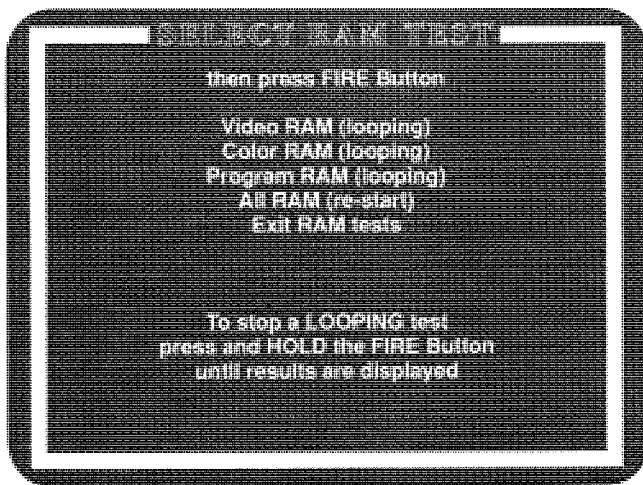 SELECT RAM TEST
then press FIRE Button
Video RAM (looping)
Color RAM (looping)
Program RAM (looping)
All RAM (re-start)
Exit RAM tests
To stop a LOOPING test
press and HOLD the FIRE Button
until results are displayed